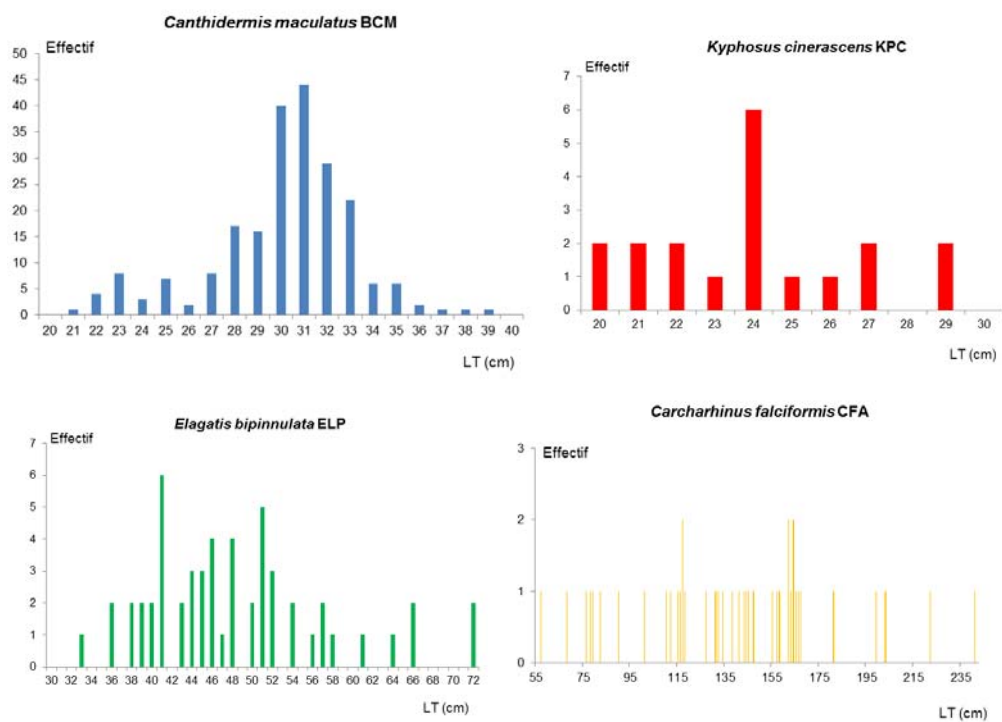 Canthidermis maculatus BCM
Effectif
50
45
40
35
30
25
20
15
10
5
0
20 21 22 23 24 25 26 27 28 29 30 31 32 33 34 35 36 37 38 39 40
LT (cm)
Kyphosus cinerascens KPC
Effectif
7
6
5
4
3
2
1
0
20 21 22 23 24 25 26 27 28 29 30
LT (cm)
Elagatis bipinnulata ELP
Effectif
7
6
5
4
3
2
1
0
30 32 34 36 38 40 42 44 46 48 50 52 54 56 58 60 62 64 66 68 70 72
LT (cm)
Carcharhinus falciformis CFA
Effectif
3
2
1
0
55 75 95 115 135 155 175 195 215 235
LT (cm)